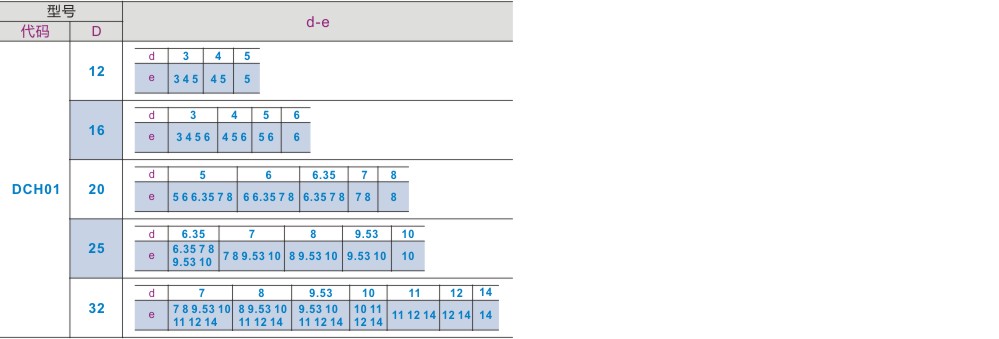 型号
代码 D d-e
DCH01
12
d 3 4 5
e 3 4 5 4 5 5
16
d 3 4 5 6
e 3 4 5 6 4 5 6 5 6 6
20
d 5 6 6.35 7 8
e 5 6 6.35 7 8 6 6.35 7 8 6.35 7 8 7 8 8
25
d 6.35 7 8 9.53 10
e 6.35 7 8 9.53 10 7 8 9.53 10 8 9.53 10 9.53 10 10
32
d 7 8 9.53 10 11 12 14
e 7 8 9.53 10 11 12 14 8 9.53 10 11 12 14 9.53 10 11 12 14 10 11 12 14 11 12 14 12 14 14